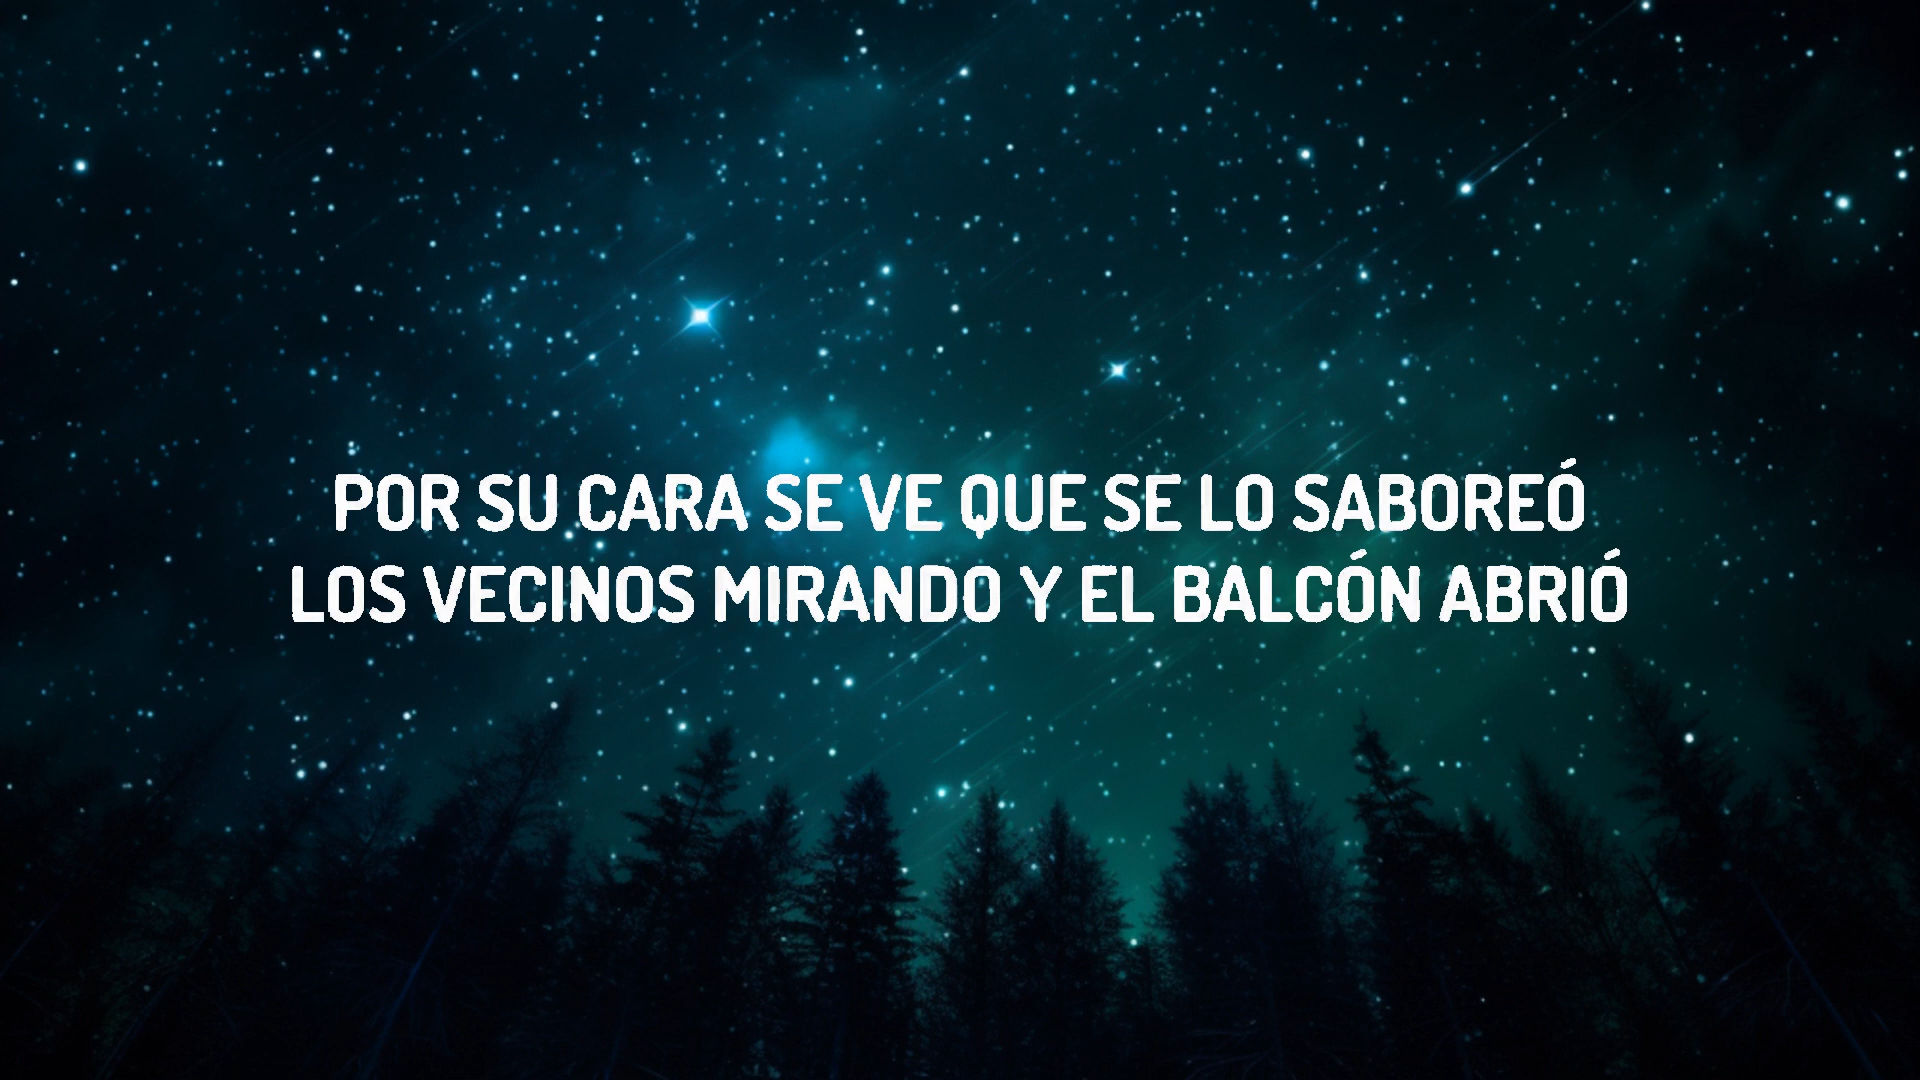 POR SU CARA SE VE QUE SE LO SABOREÓ
LOS VECINOS MIRANDO Y EL BALCÓN ABRIÓ